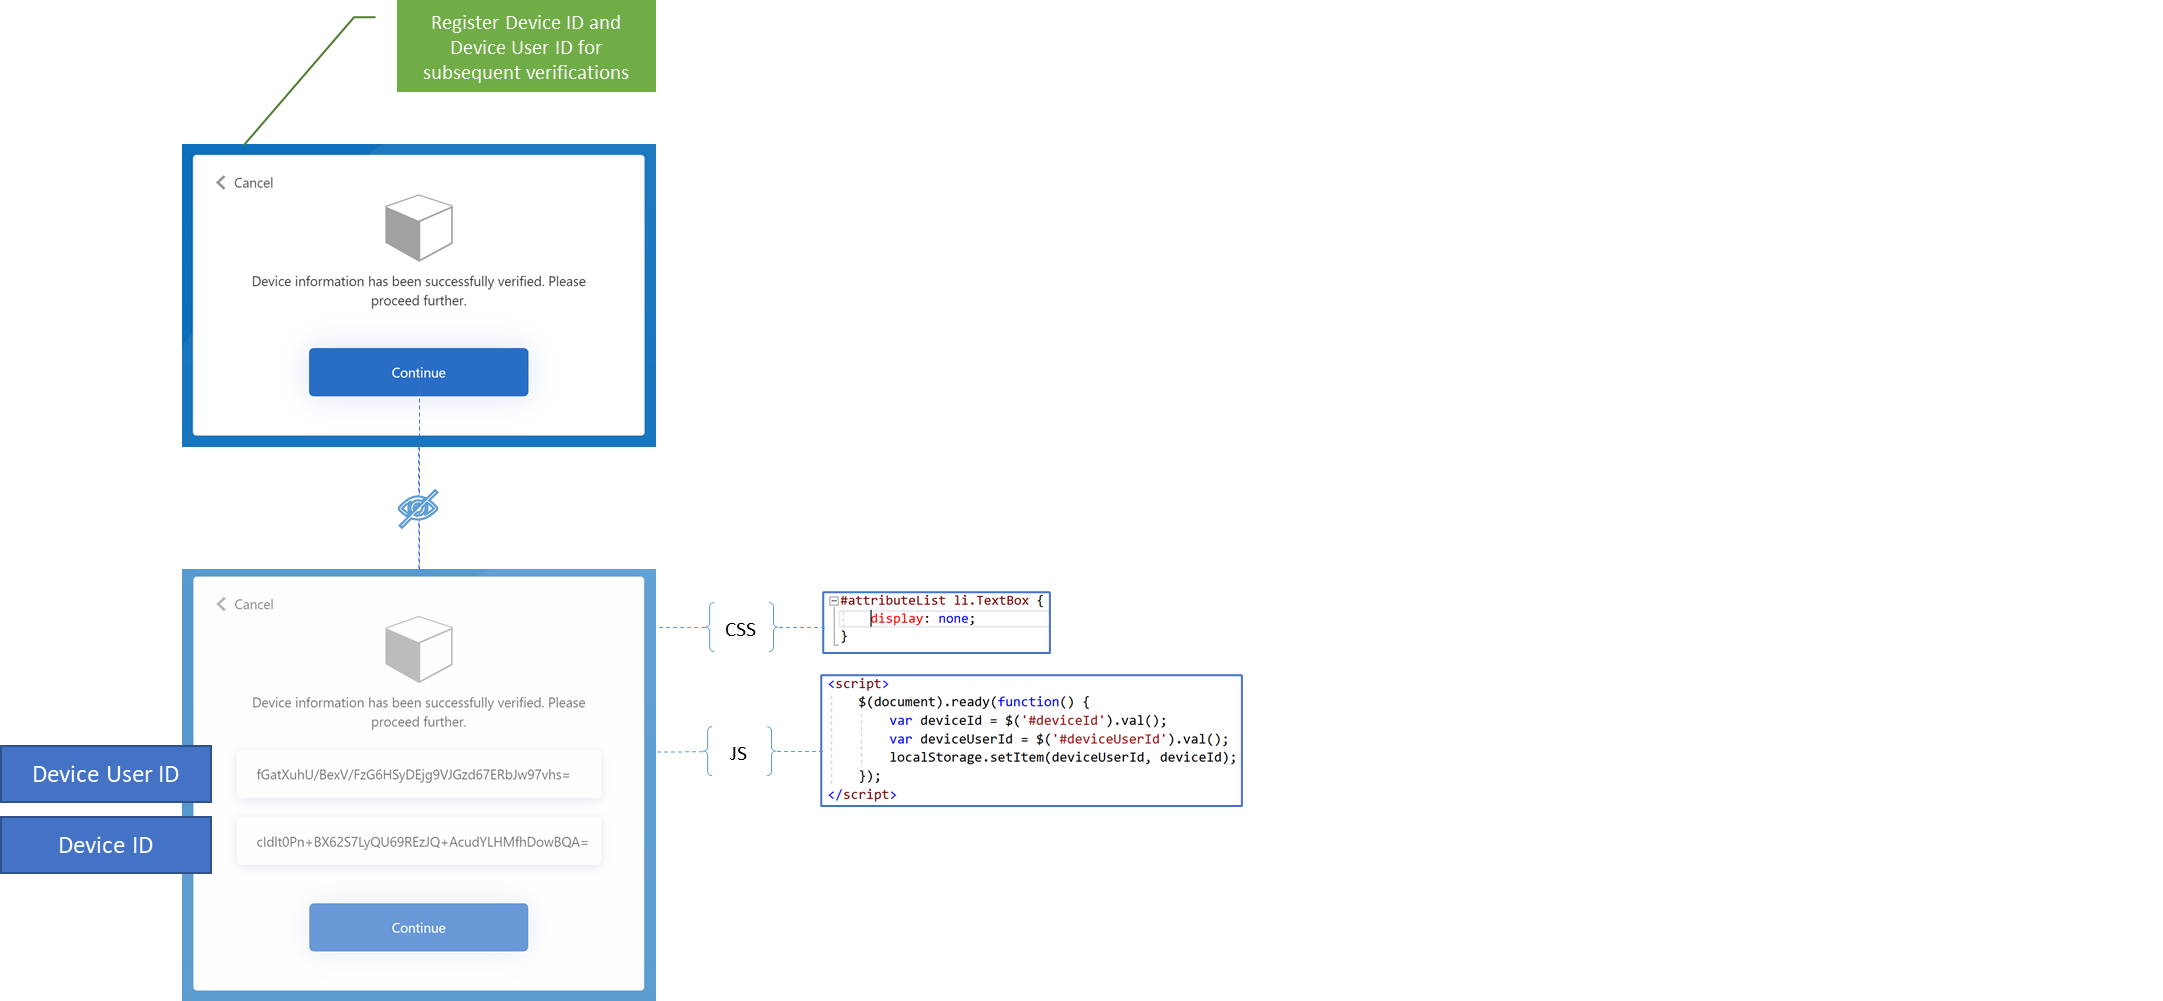 Register Device ID and
Device User ID for
subsequent verifications
Cancel
Device information has been successfully verified. Please
proceed further.
Continue
Cancel
Device information has been successfully verified. Please
proceed further.
Device User ID
fGatXuhU/BexV/FzG6HSyDEjg9VJGzd67ERbJw97vhs=
Device ID
cIdlt0Pn+BX62S7LyQU69REzJQ+AcudYLHMfhDowBQA=
Continue
CSS
#attributeList li.TextBox {
display: none;
}
JS
<script>
$(document).ready(function() {
var deviceId = $('#deviceId').val();
var deviceUserId = $('#deviceUserId').val();
localStorage.setItem(deviceUserId, deviceId);
});
</script>